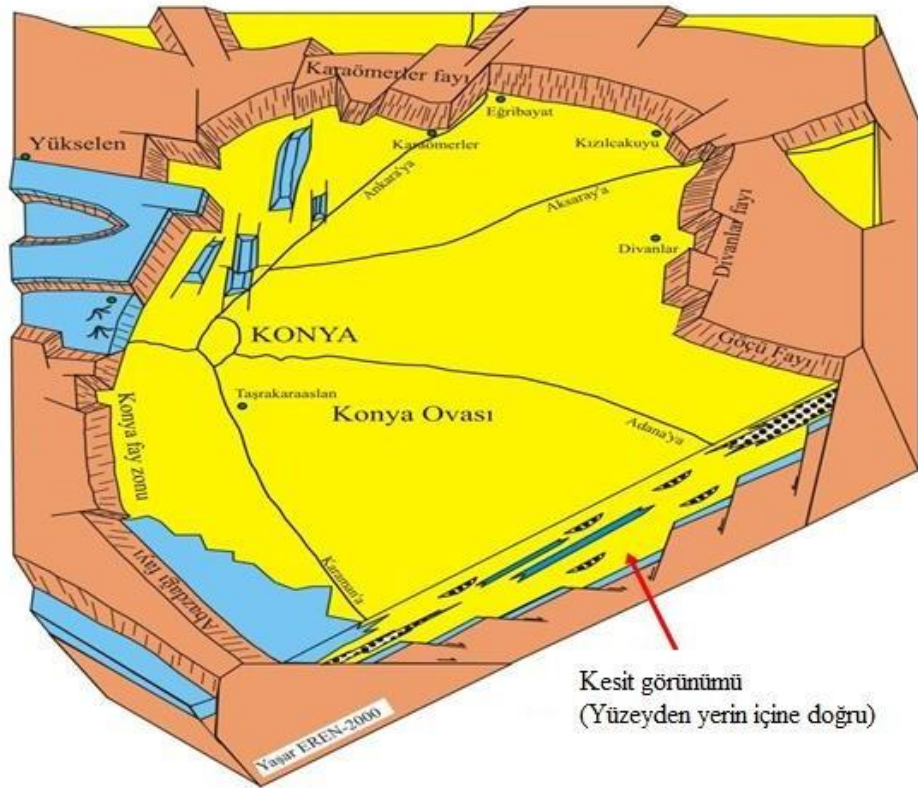 Karaömerler fayı
Eğribayat
Yükselen
Karaömerler
Kızılcakuyu
Ankara'ya
Aksaray'a
Divanlar
Divanlar fayı
KONYA
Göçü Fayı
Taşrakaraaslan
Konya Ovası
Adana'ya
Konya fay zonu
Karaman'a
Abazdağı fayı
Kesit görünümü
(Yüzeyden yerin içine doğru)
Yaşar EREN-2000